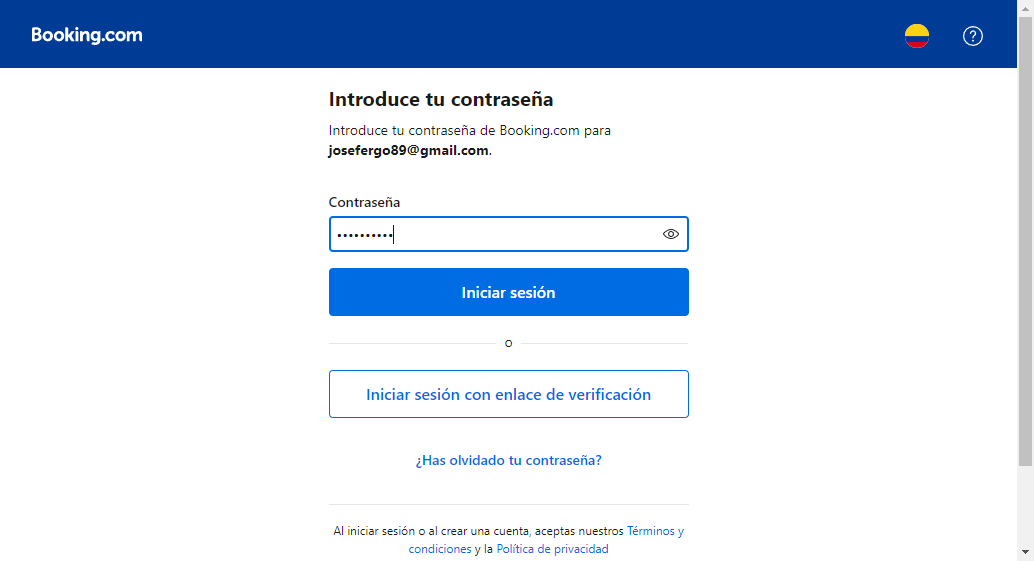 Booking.com
Introduce tu contraseña
Introduce tu contraseña de Booking.com para
josefergo89@gmail.com.
Contraseña
••••••••••
Iniciar sesión
o
Iniciar sesión con enlace de verificación
¿Has olvidado tu contraseña?
Al iniciar sesión o al crear una cuenta, aceptas nuestros Términos y
condiciones y la Política de privacidad